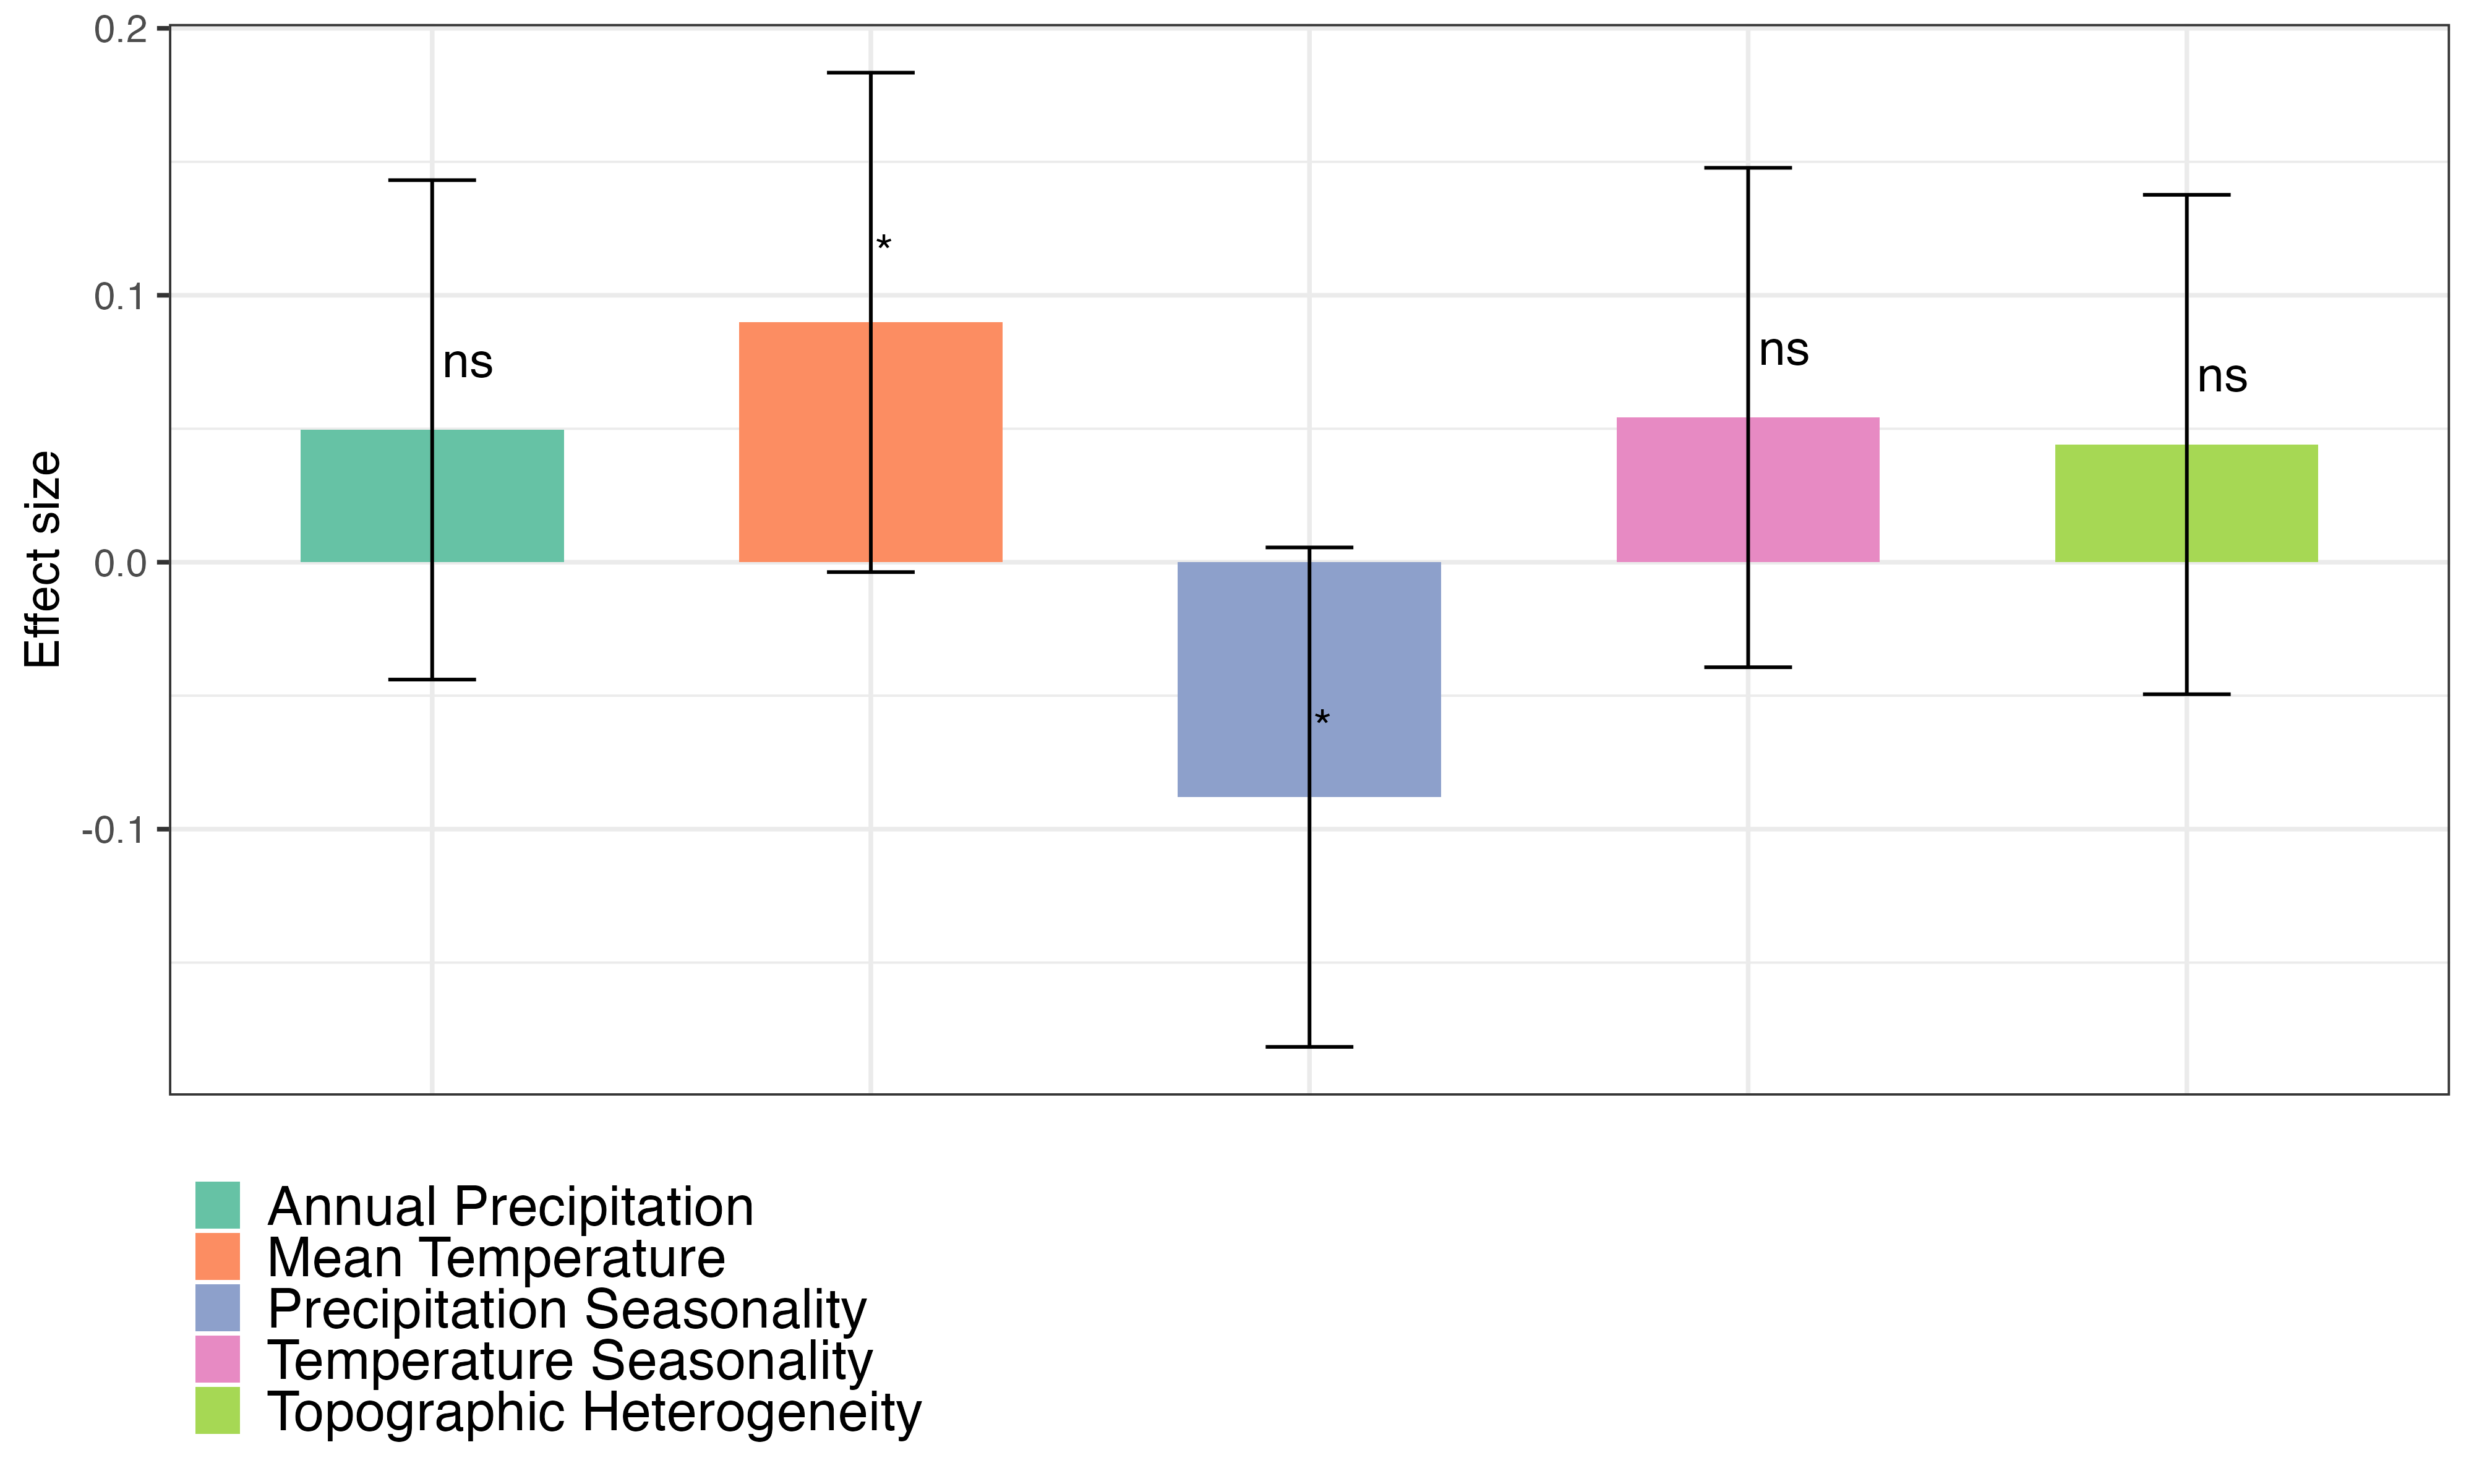 0.2
0.1
0.0
-0.1
Effect size
ns
*
*
ns
ns
Annual Precipitation
Mean Temperature
Precipitation Seasonality
Temperature Seasonality
Topographic Heterogeneity